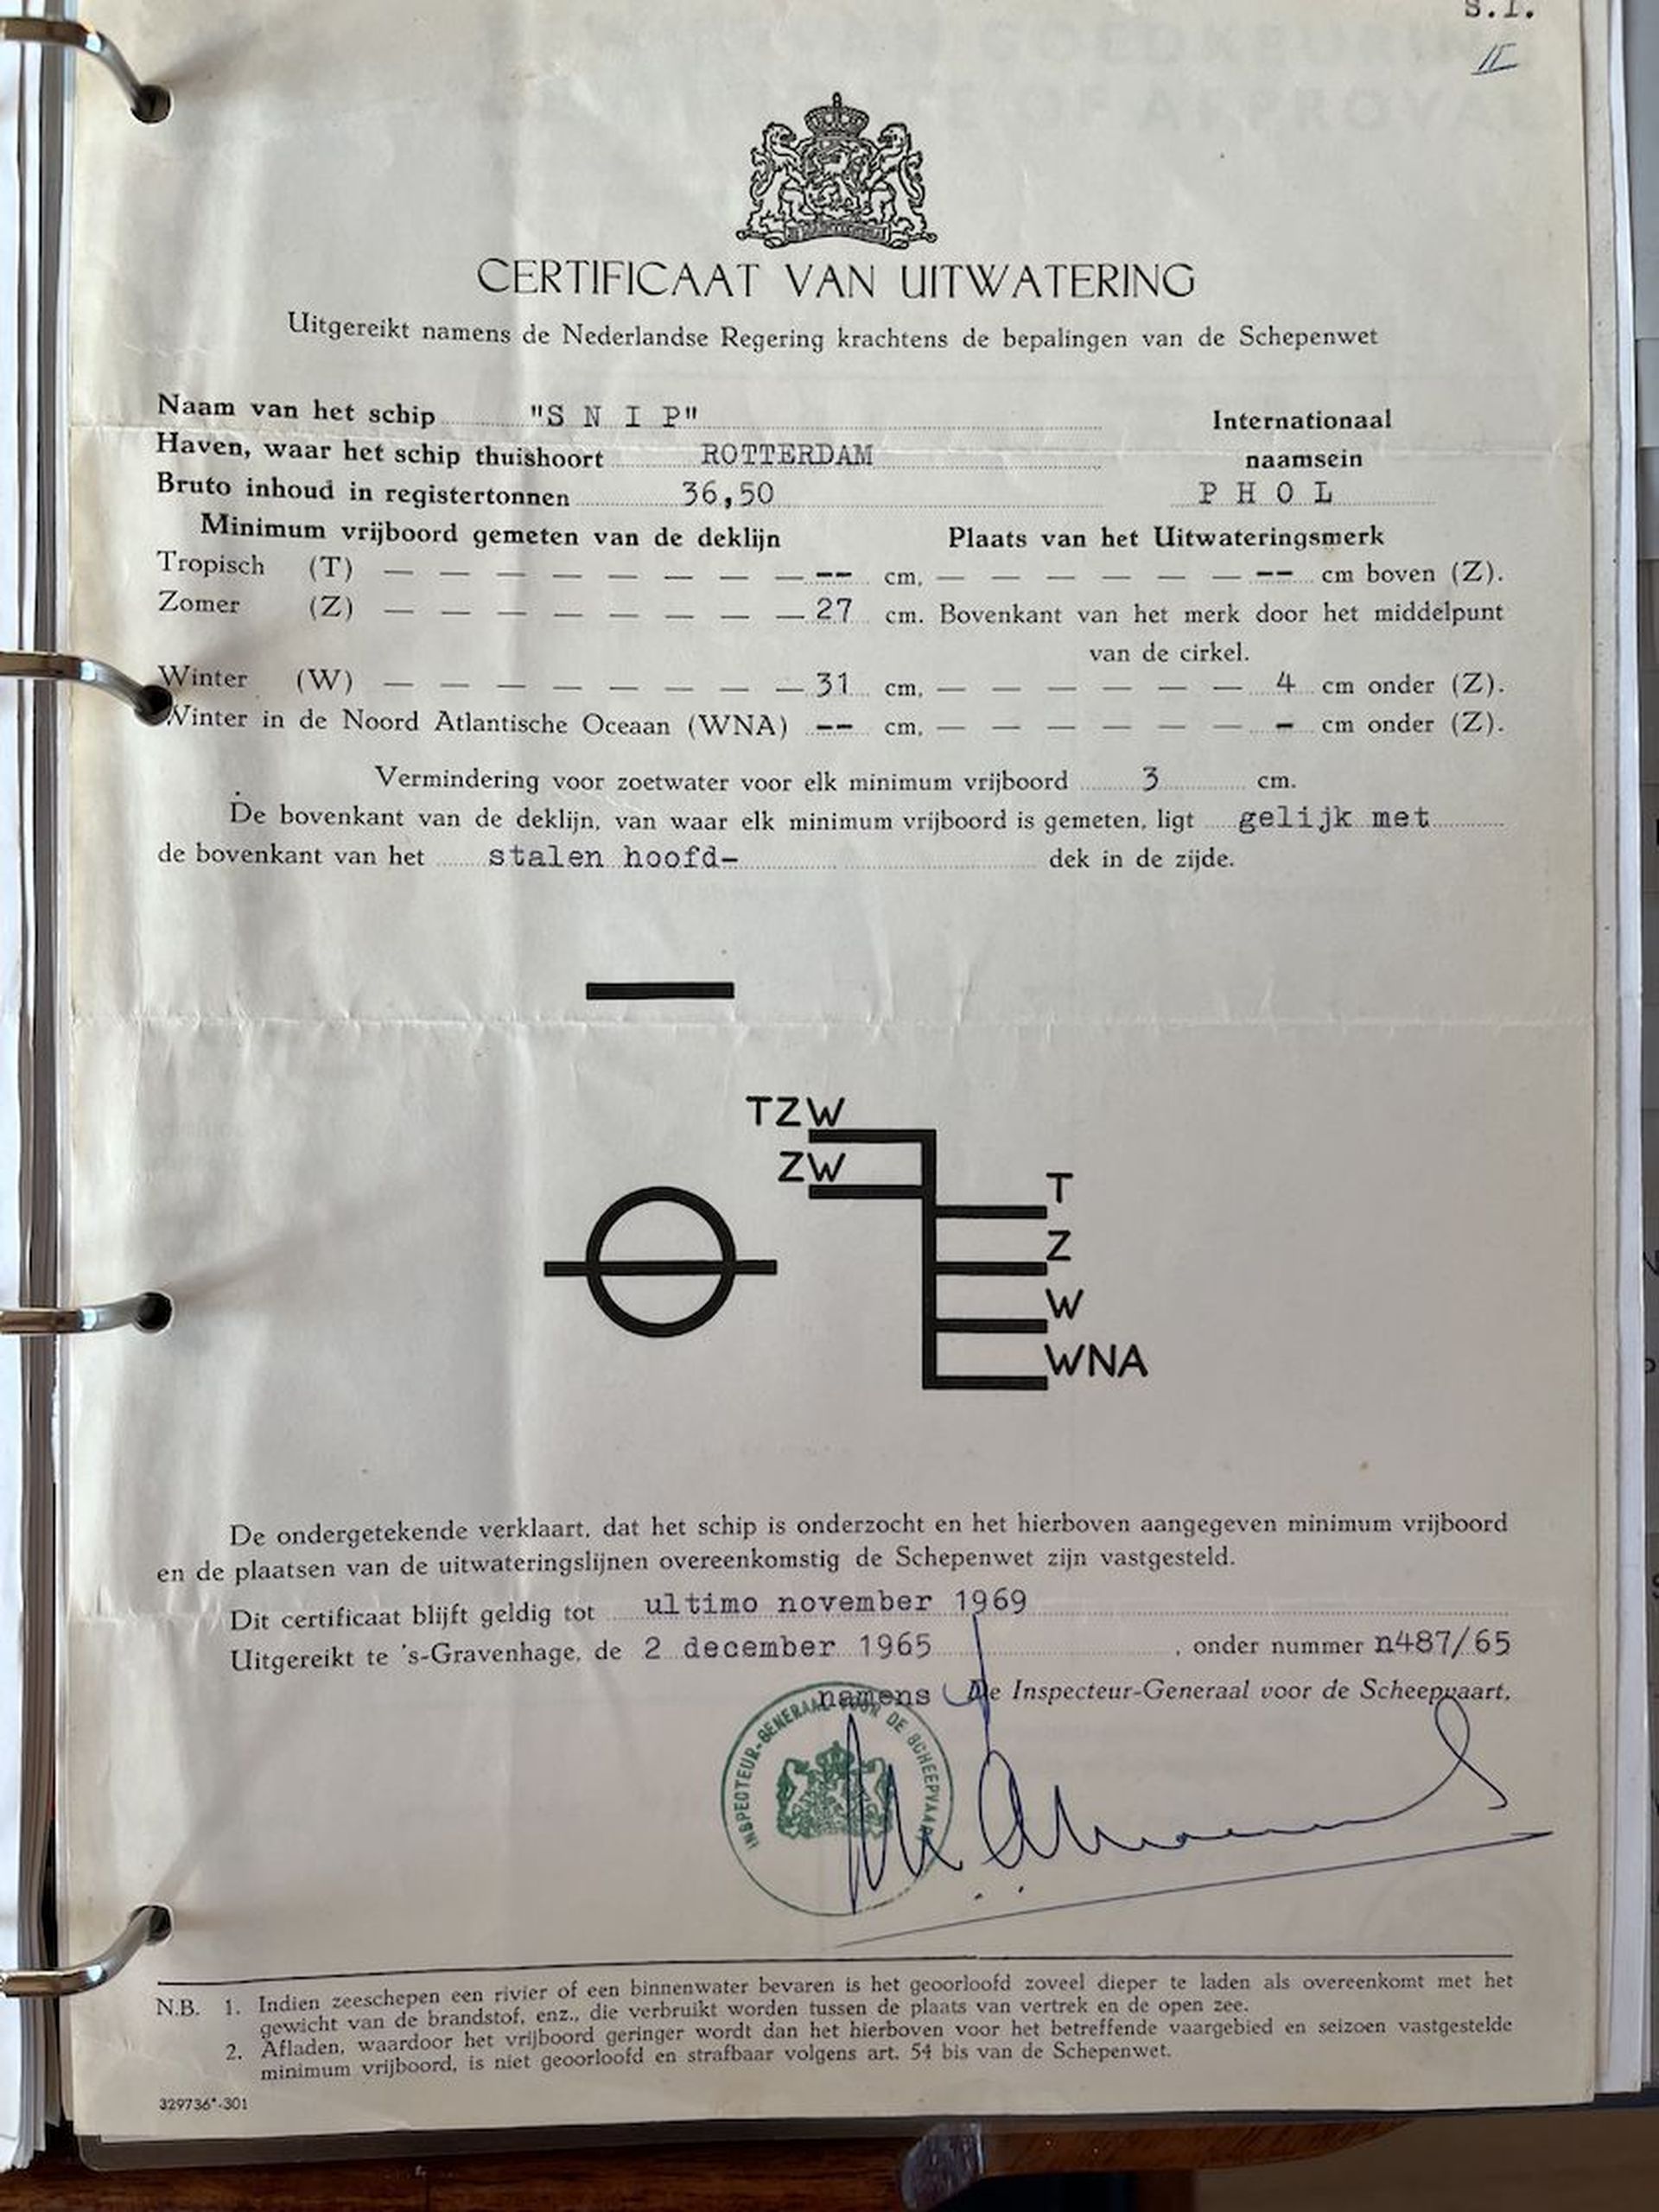 S.I.
II
CERTIFICAAT VAN UITWATERING
Uitgereikt namens de Nederlandse Regering krachtens de bepalingen van de Schepenwet
Naam van het schip "S N I P"
Internationaal
Haven, waar het schip thuishoort ROTTERDAM
naamsein
Bruto inhoud in registertonnen 36,50
P H O L
Minimum vrijboord gemeten van de deklijn Plaats van het Uitwateringsmerk
Tropisch (T) — — — — — — — — -- cm, — — — — — — -- cm boven (Z).
Zomer (Z) — — — — — — — — 27 cm. Bovenkant van het merk door het middelpunt
van de cirkel.
Winter (W) — — — — — — — — 31 cm, — — — — — — 4 cm onder (Z).
Winter in de Noord Atlantische Oceaan (WNA) -- cm, — — — — — — - cm onder (Z).
Vermindering voor zoetwater voor elk minimum vrijboord 3 cm.
De bovenkant van de deklijn, van waar elk minimum vrijboord is gemeten, ligt gelijk met
de bovenkant van het stalen hoofd- dek in de zijde.
TZW
ZW
T
Z
W
WNA
De ondergetekende verklaart, dat het schip is onderzocht en het hierboven aangegeven minimum vrijboord
en de plaatsen van de uitwateringslijnen overeenkomstig de Schepenwet zijn vastgesteld.
Dit certificaat blijft geldig tot ultimo november 1969
Uitgereikt te 's-Gravenhage, de 2 december 1965, onder nummer n487/65
namens De Inspecteur-Generaal voor de Scheepvaart,
INSPECTEUR-GENERAAL VOOR DE SCHEEPVAART
N.B. 1. Indien zeeschepen een rivier of een binnenwater bevaren is het geoorloofd zoveel dieper te laden als overeenkomt met het
gewicht van de brandstof, enz., die verbruikt worden tussen de plaats van vertrek en de open zee.
2. Afladen, waardoor het vrijboord geringer wordt dan het hierboven voor het betreffende vaargebied en seizoen vastgestelde
minimum vrijboord, is niet geoorloofd en strafbaar volgens art. 54 bis van de Schepenwet.
329736*-301